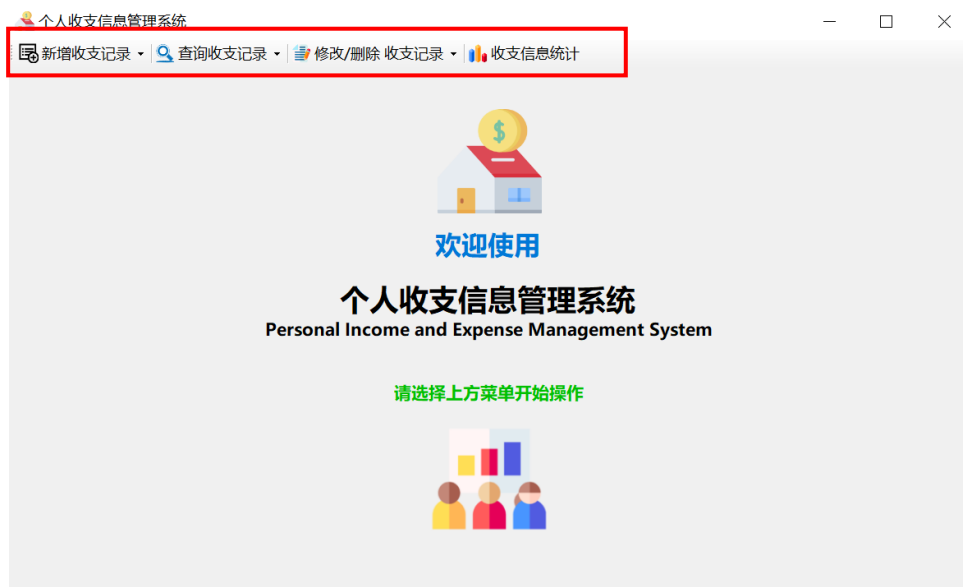 个人收支信息管理系统
新增收支记录 查询收支记录 修改/删除 收支记录 收支信息统计
$
欢迎使用
个人收支信息管理系统
Personal Income and Expense Management System
请选择上方菜单开始操作